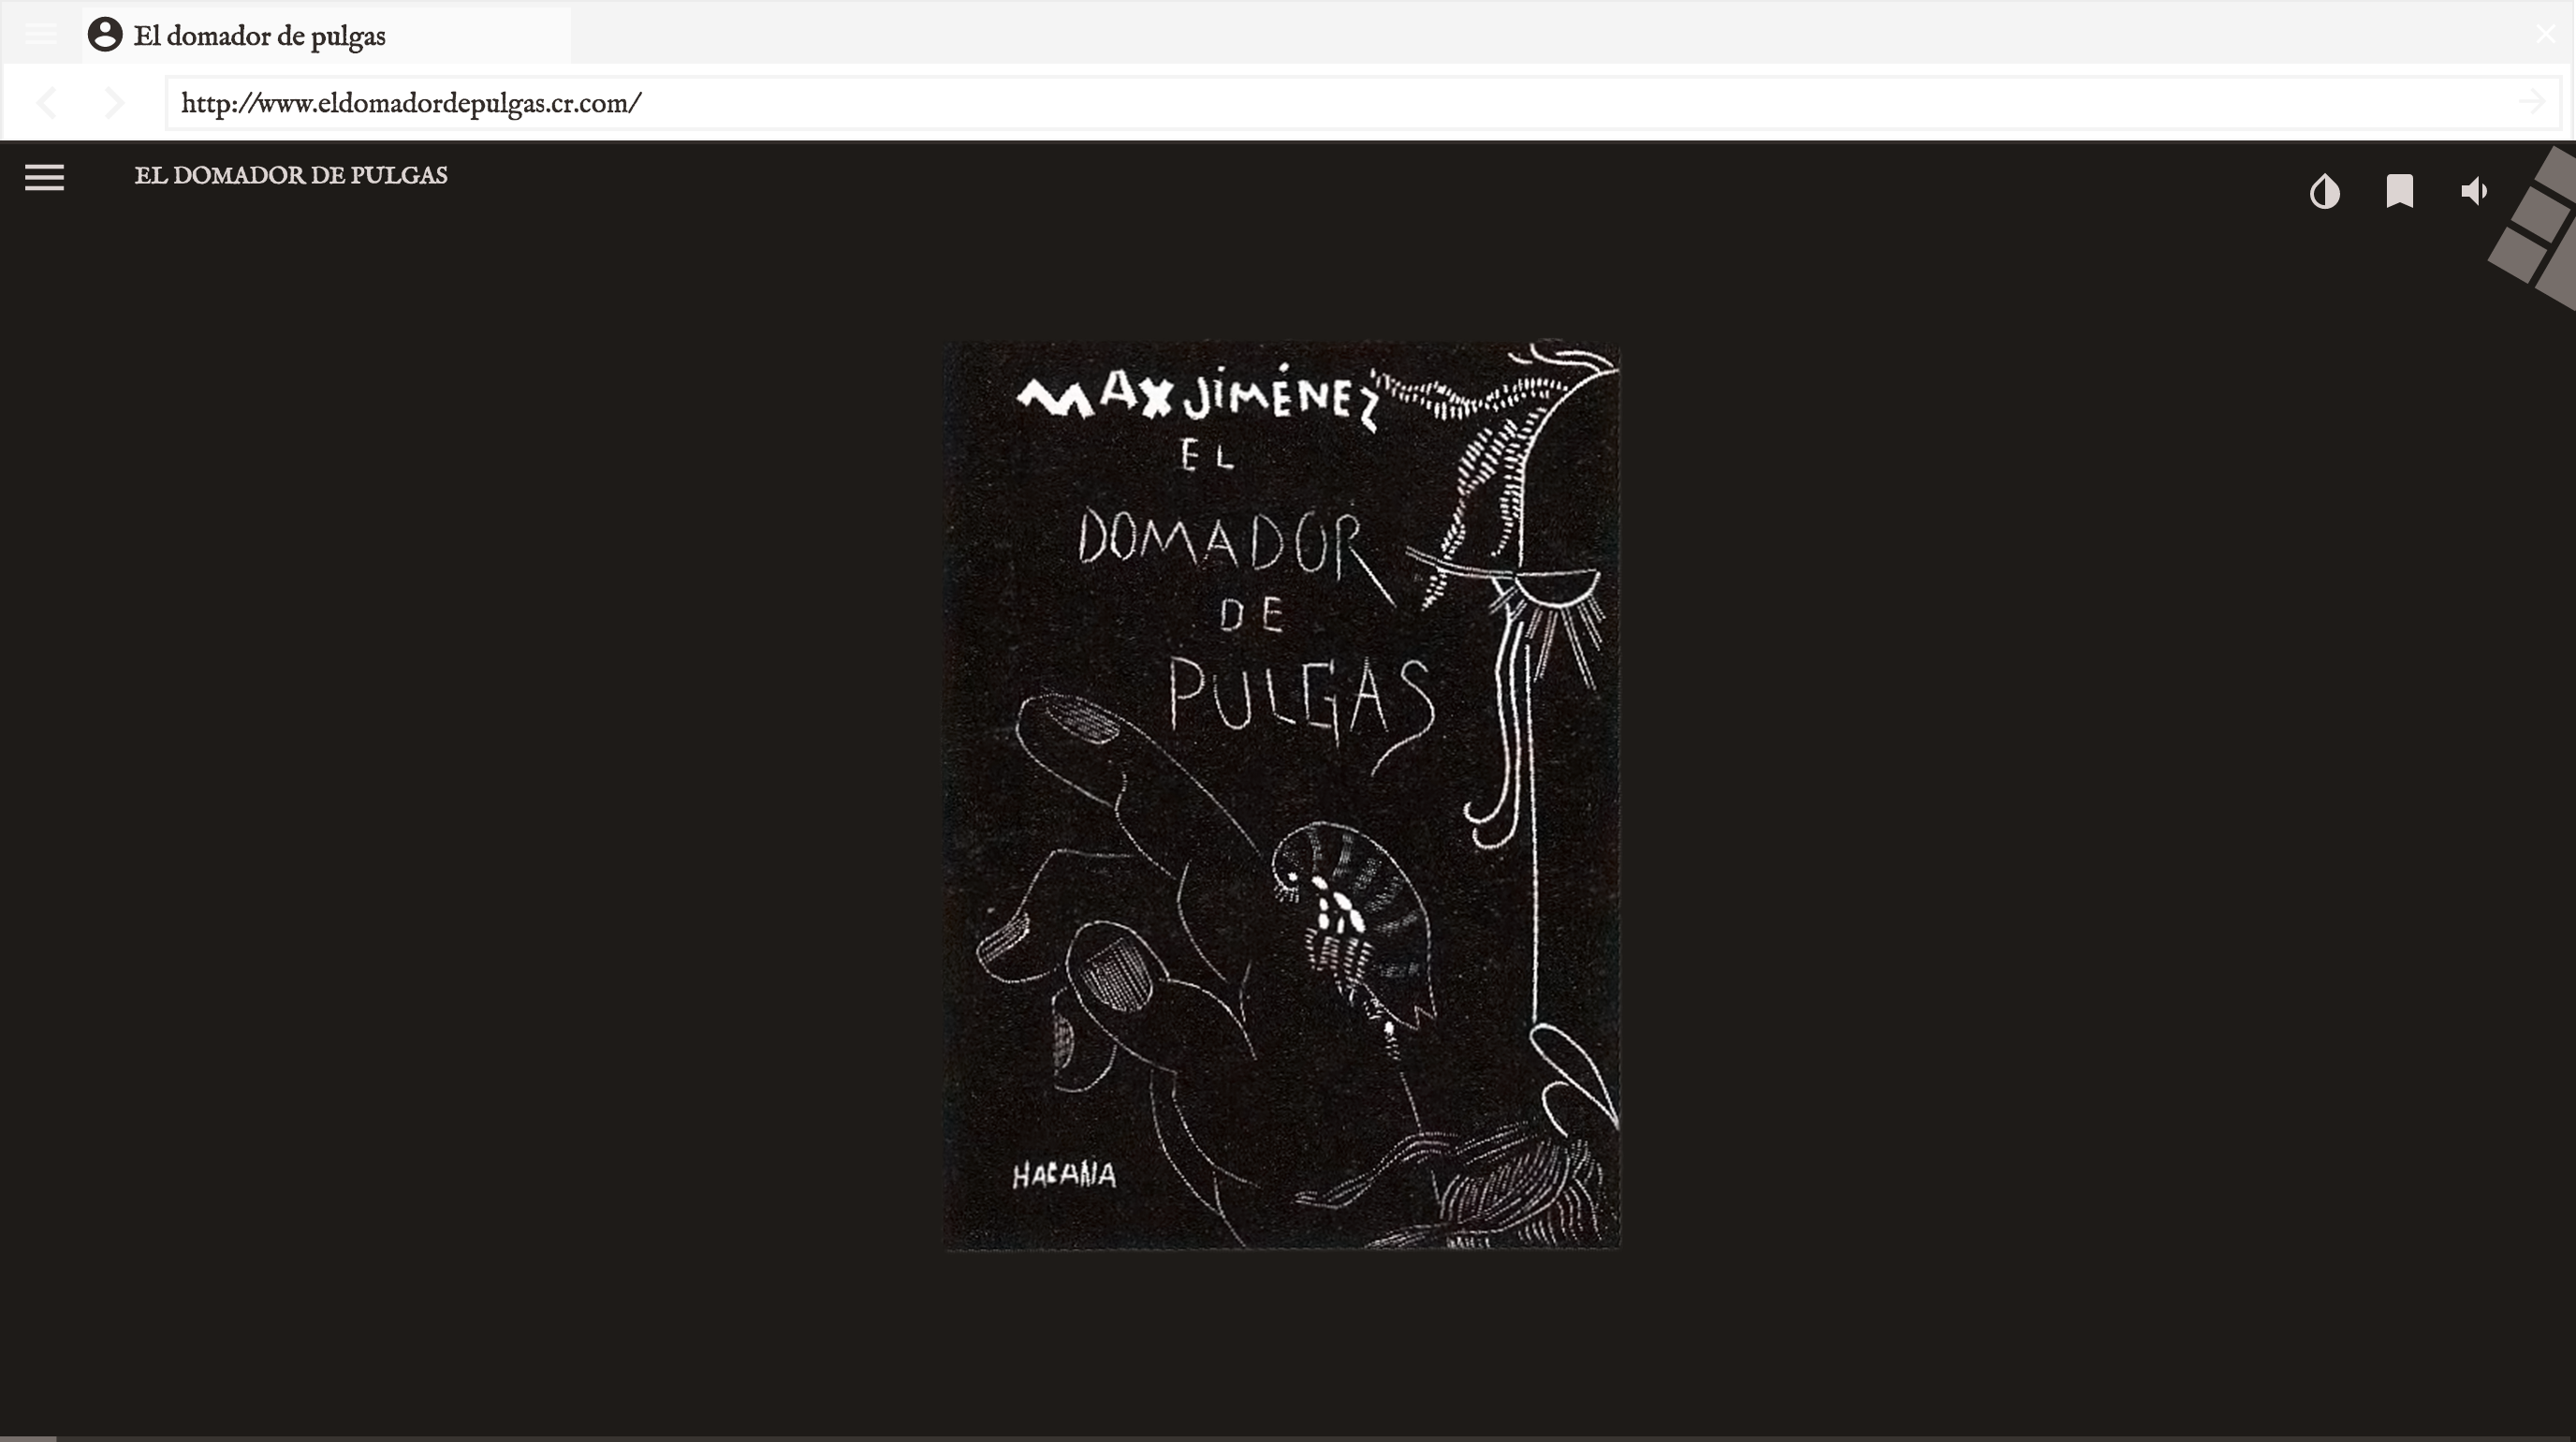 El domador de pulgas
http://www.eldomadordepulgas.cr.com/
EL DOMADOR DE PULGAS
MAX JIMÉNEZ
EL
DOMADOR
DE
PULGAS
HABANA